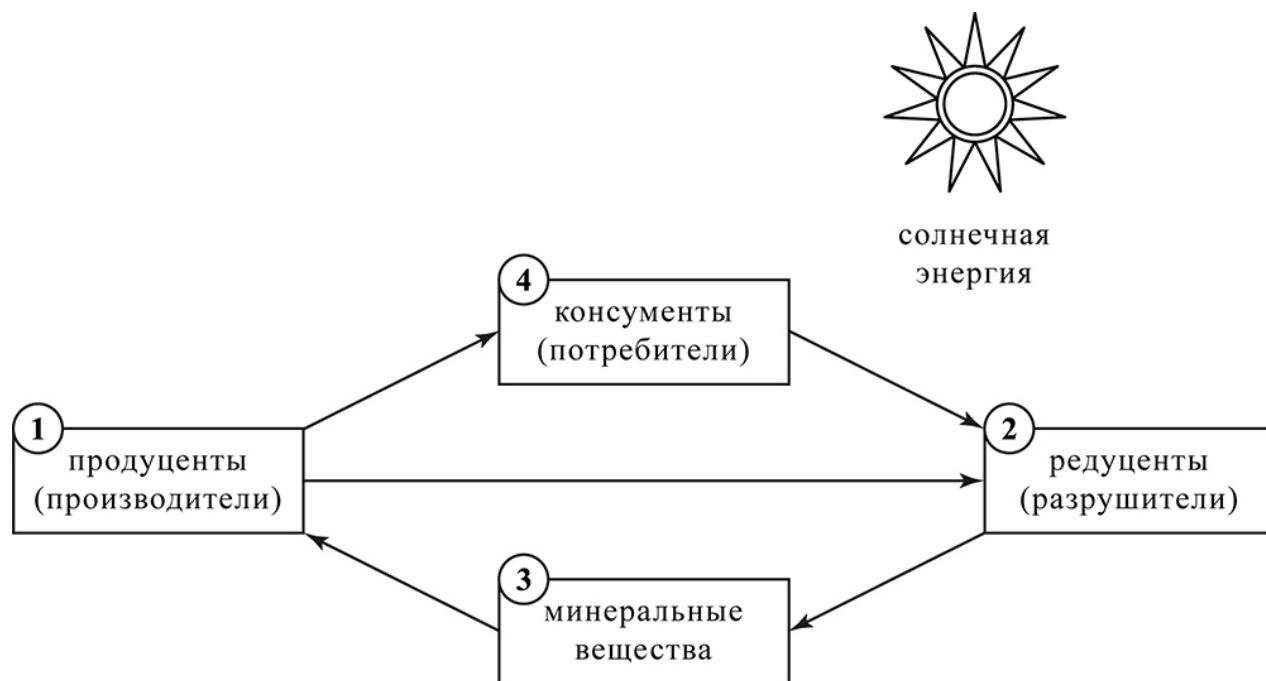 солнечная
энергия
4
консументы
(потребители)
1
продуценты
(производители)
2
редуценты
(разрушители)
3
минеральные
вещества